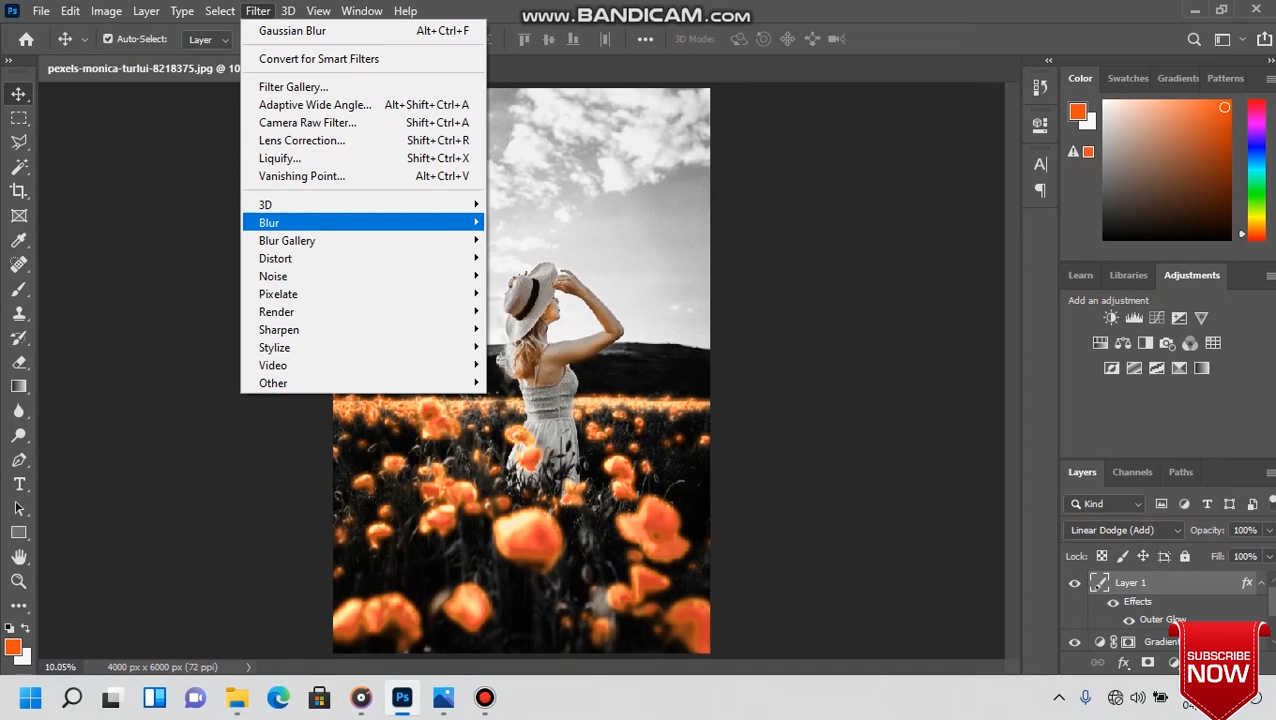 www.BANDICAM.com
Ps File Edit Image Layer Type Select Filter 3D View Window Help
Auto-Select: Layer
3D Mode:
pexels-monica-turlui-8218375.jpg @ 10
Gaussian Blur Alt+Ctrl+F
Convert for Smart Filters
Filter Gallery...
Adaptive Wide Angle... Alt+Shift+Ctrl+A
Camera Raw Filter... Shift+Ctrl+A
Lens Correction... Shift+Ctrl+R
Liquify... Shift+Ctrl+X
Vanishing Point... Alt+Ctrl+V
3D
Blur
Blur Gallery
Distort
Noise
Pixelate
Render
Sharpen
Stylize
Video
Other
Color Swatches Gradients Patterns
Learn Libraries Adjustments
Add an adjustment
Layers Channels Paths
Kind
Linear Dodge (Add) Opacity: 100%
Lock: Fill: 100%
Layer 1 fx
Effects
Outer Glow
Gradient
fx
10.05% 4000 px x 6000 px (72 ppi)
SUBSCRIBE
NOW
Ps